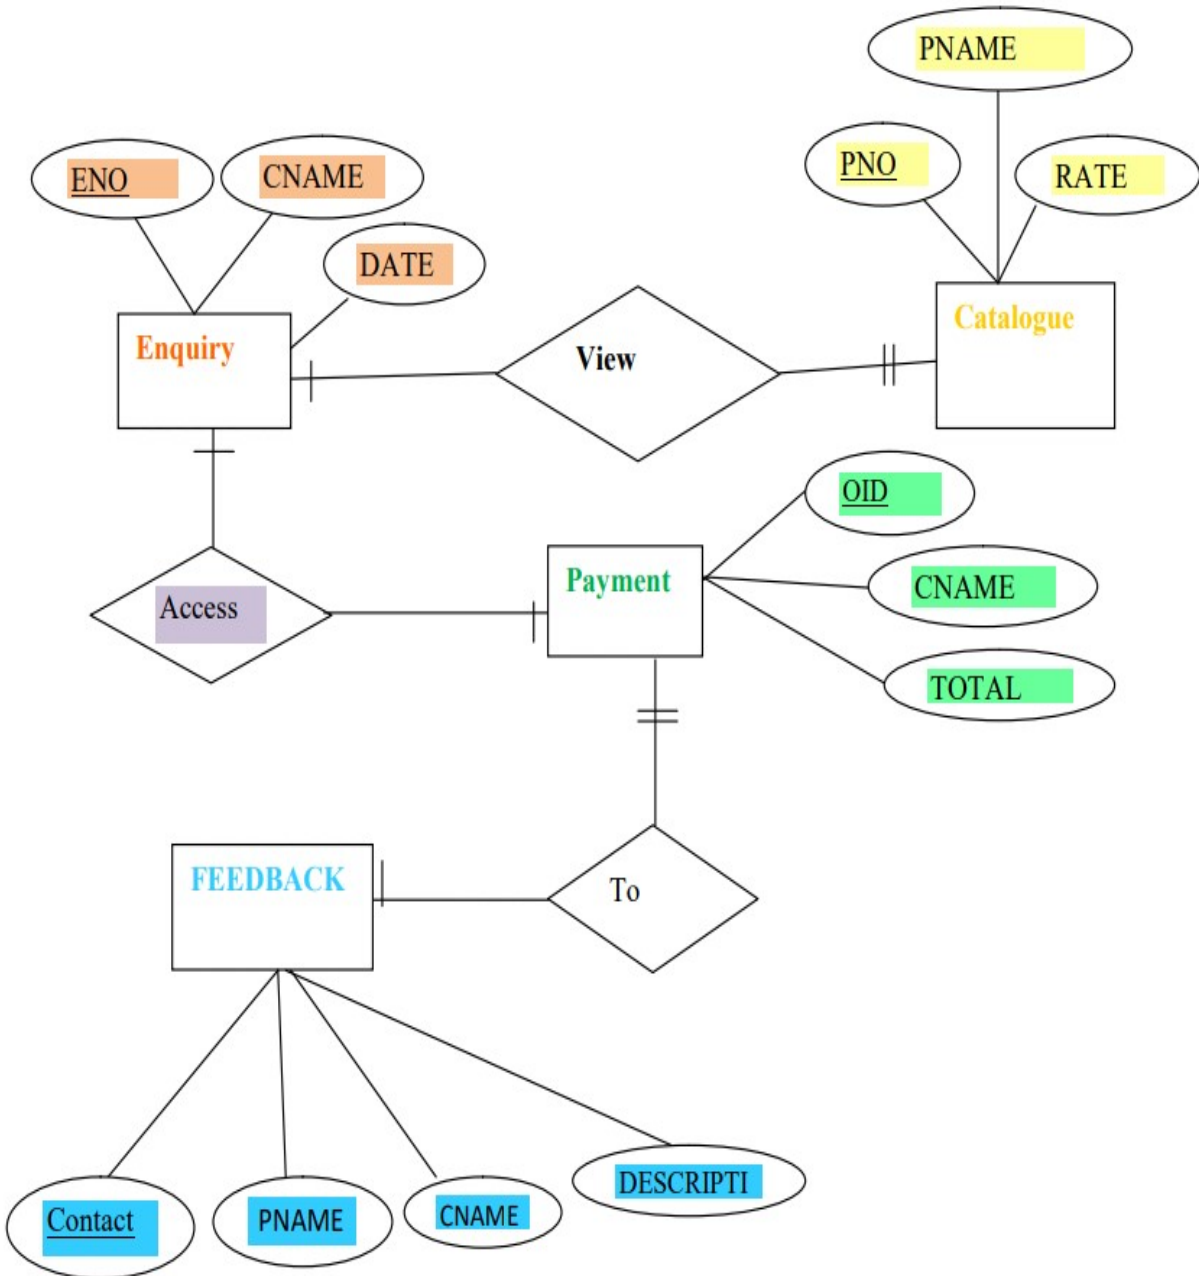 PNAME
ENO
CNAME
PNO
RATE
DATE
Enquiry
Catalogue
View
OID
Payment
CNAME
Access
TOTAL
FEEDBACK
To
DESCRIPTI
Contact
PNAME
CNAME